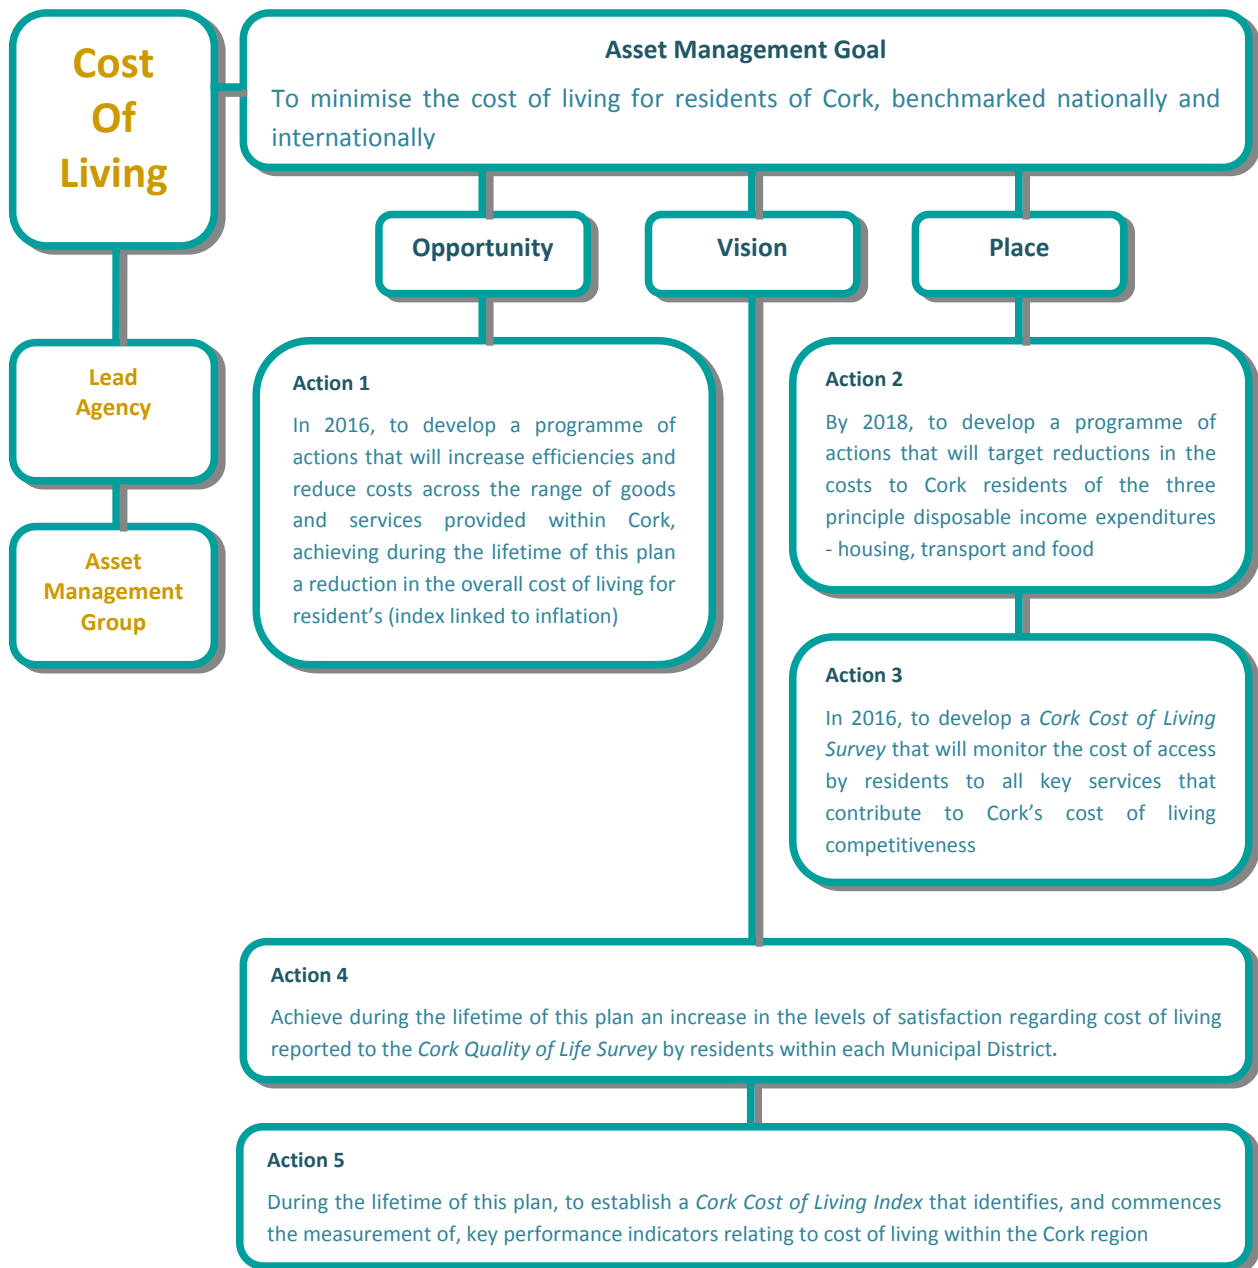 Cost
Of
Living
Asset Management Goal
To minimise the cost of living for residents of Cork, benchmarked nationally and
internationally
Opportunity
Vision
Place
Lead
Agency
Asset
Management
Group
Action 1
In 2016, to develop a programme of
actions that will increase efficiencies and
reduce costs across the range of goods
and services provided within Cork,
achieving during the lifetime of this plan
a reduction in the overall cost of living for
resident's (index linked to inflation)
Action 2
By 2018, to develop a programme of
actions that will target reductions in the
costs to Cork residents of the three
principle disposable income expenditures
- housing, transport and food
Action 3
In 2016, to develop a Cork Cost of Living
Survey that will monitor the cost of access
by residents to all key services that
contribute to Cork's cost of living
competitiveness
Action 4
Achieve during the lifetime of this plan an increase in the levels of satisfaction regarding cost of living
reported to the Cork Quality of Life Survey by residents within each Municipal District.
Action 5
During the lifetime of this plan, to establish a Cork Cost of Living Index that identifies, and commences
the measurement of, key performance indicators relating to cost of living within the Cork region